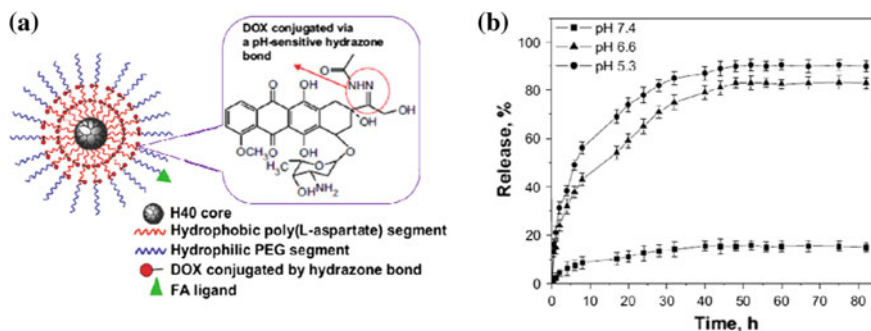 (a)
DOX conjugated via
a pH-sensitive hydrazone
bond
O
NH
N
OH
O
OH
OH
OH
OCH₃
O
OH
O
H₃C
O
OH
NH₂
H40 core
Hydrophobic poly(L-aspartate) segment
Hydrophilic PEG segment
DOX conjugated by hydrazone bond
FA ligand
(b)
pH 7.4
pH 6.6
pH 5.3
Release, %
100
80
60
40
20
0
0 10 20 30 40 50 60 70 80
Time, h